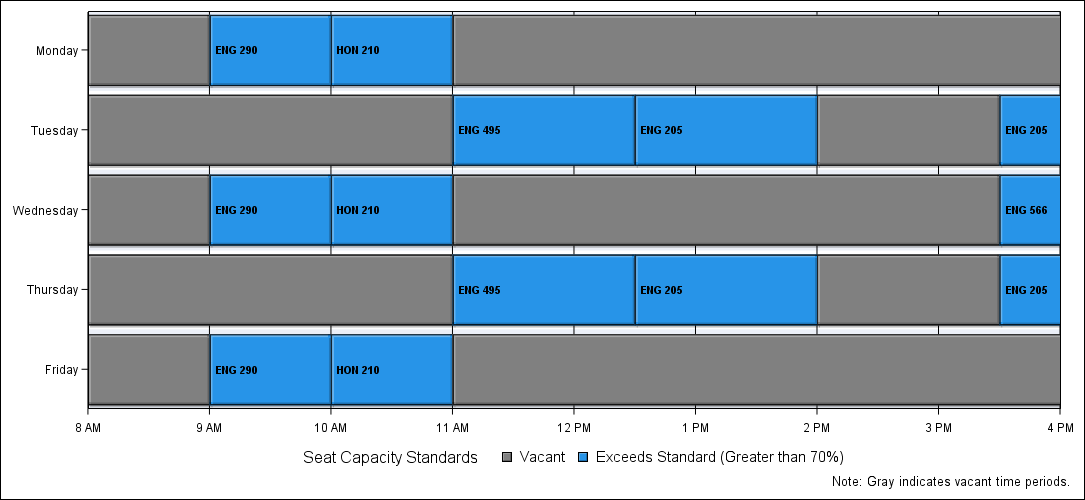 Monday ENG 290 HON 210
Tuesday ENG 495 ENG 205 ENG 205
Wednesday ENG 290 HON 210 ENG 566
Thursday ENG 495 ENG 205 ENG 205
Friday ENG 290 HON 210
8 AM 9 AM 10 AM 11 AM 12 PM 1 PM 2 PM 3 PM 4 PM
Seat Capacity Standards Vacant Exceeds Standard (Greater than 70%)
Note: Gray indicates vacant time periods.